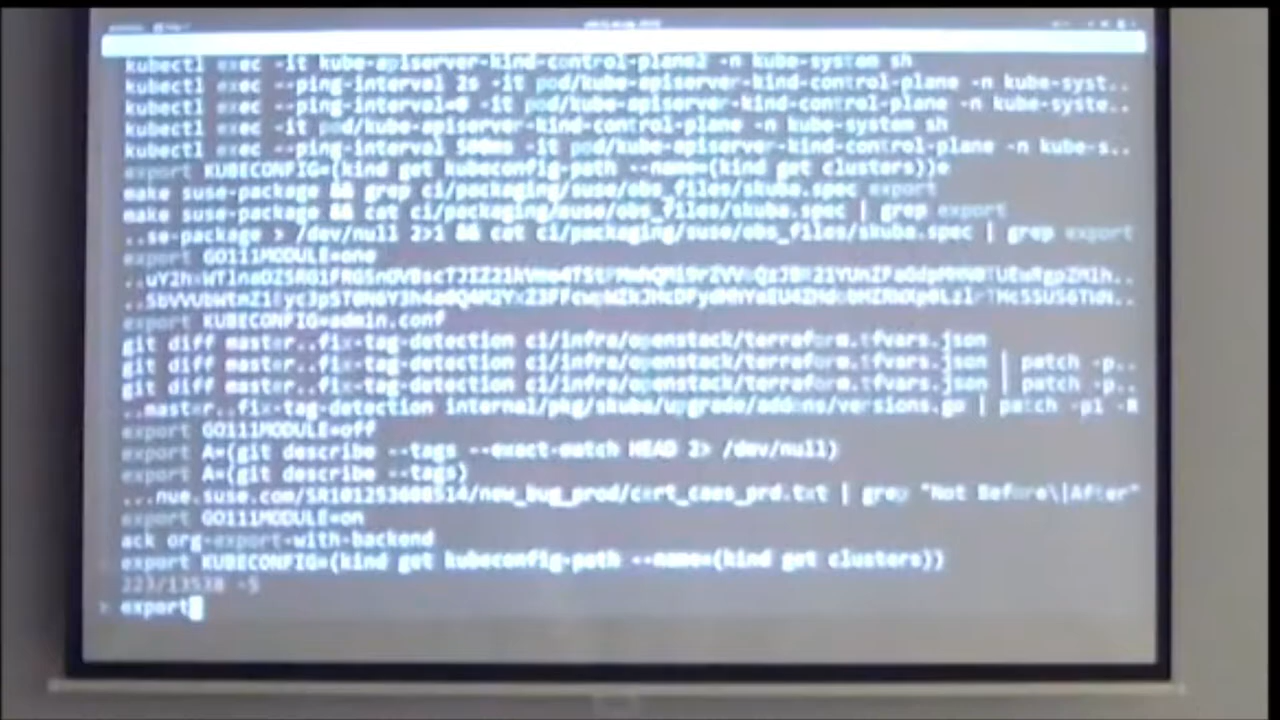 kubectl exec -it kube-apiserver-kind-control-plane2 -n kube-system sh
kubectl exec --ping-interval 2s -it pod/kube-apiserver-kind-control-plane -n kube-syst..
kubectl exec --ping-interval=0 -it pod/kube-apiserver-kind-control-plane -n kube-syste..
kubectl exec -it pod/kube-apiserver-kind-control-plane -n kube-system sh
kubectl exec --ping-interval 500ms -it pod/kube-apiserver-kind-control-plane -n kube-s..
export KUBECONFIG=(kind get kubeconfig-path --name=(kind get clusters))e
make suse-package && grep ci/packaging/suse/obs_files/skuba.spec export
make suse-package && cat ci/packaging/suse/obs_files/skuba.spec | grep export
..se-package > /dev/null 2>1 && cat ci/packaging/suse/obs_files/skuba.spec | grep export
export GO111MODULE=one
export KUBECONFIG=admin.conf
git diff master..fix-tag-detection ci/infra/openstack/terraform.tfvars.json
git diff master..fix-tag-detection ci/infra/openstack/terraform.tfvars.json | patch -p..
git diff master..fix-tag-detection ci/infra/openstack/terraform.tfvars.json | patch -p..
..master..fix-tag-detection internal/pkg/skuba/upgrade/addons/versions.go | patch -p1 -R
export GO111MODULE=off
export A=(git describe --tags --exact-match HEAD 2> /dev/null)
export A=(git describe --tags)
| grep "Not Before\|After"
export GO111MODULE=on
ack org-export-with-backend
export KUBECONFIG=(kind get kubeconfig-path --name=(kind get clusters))
223/13538 -S
> export